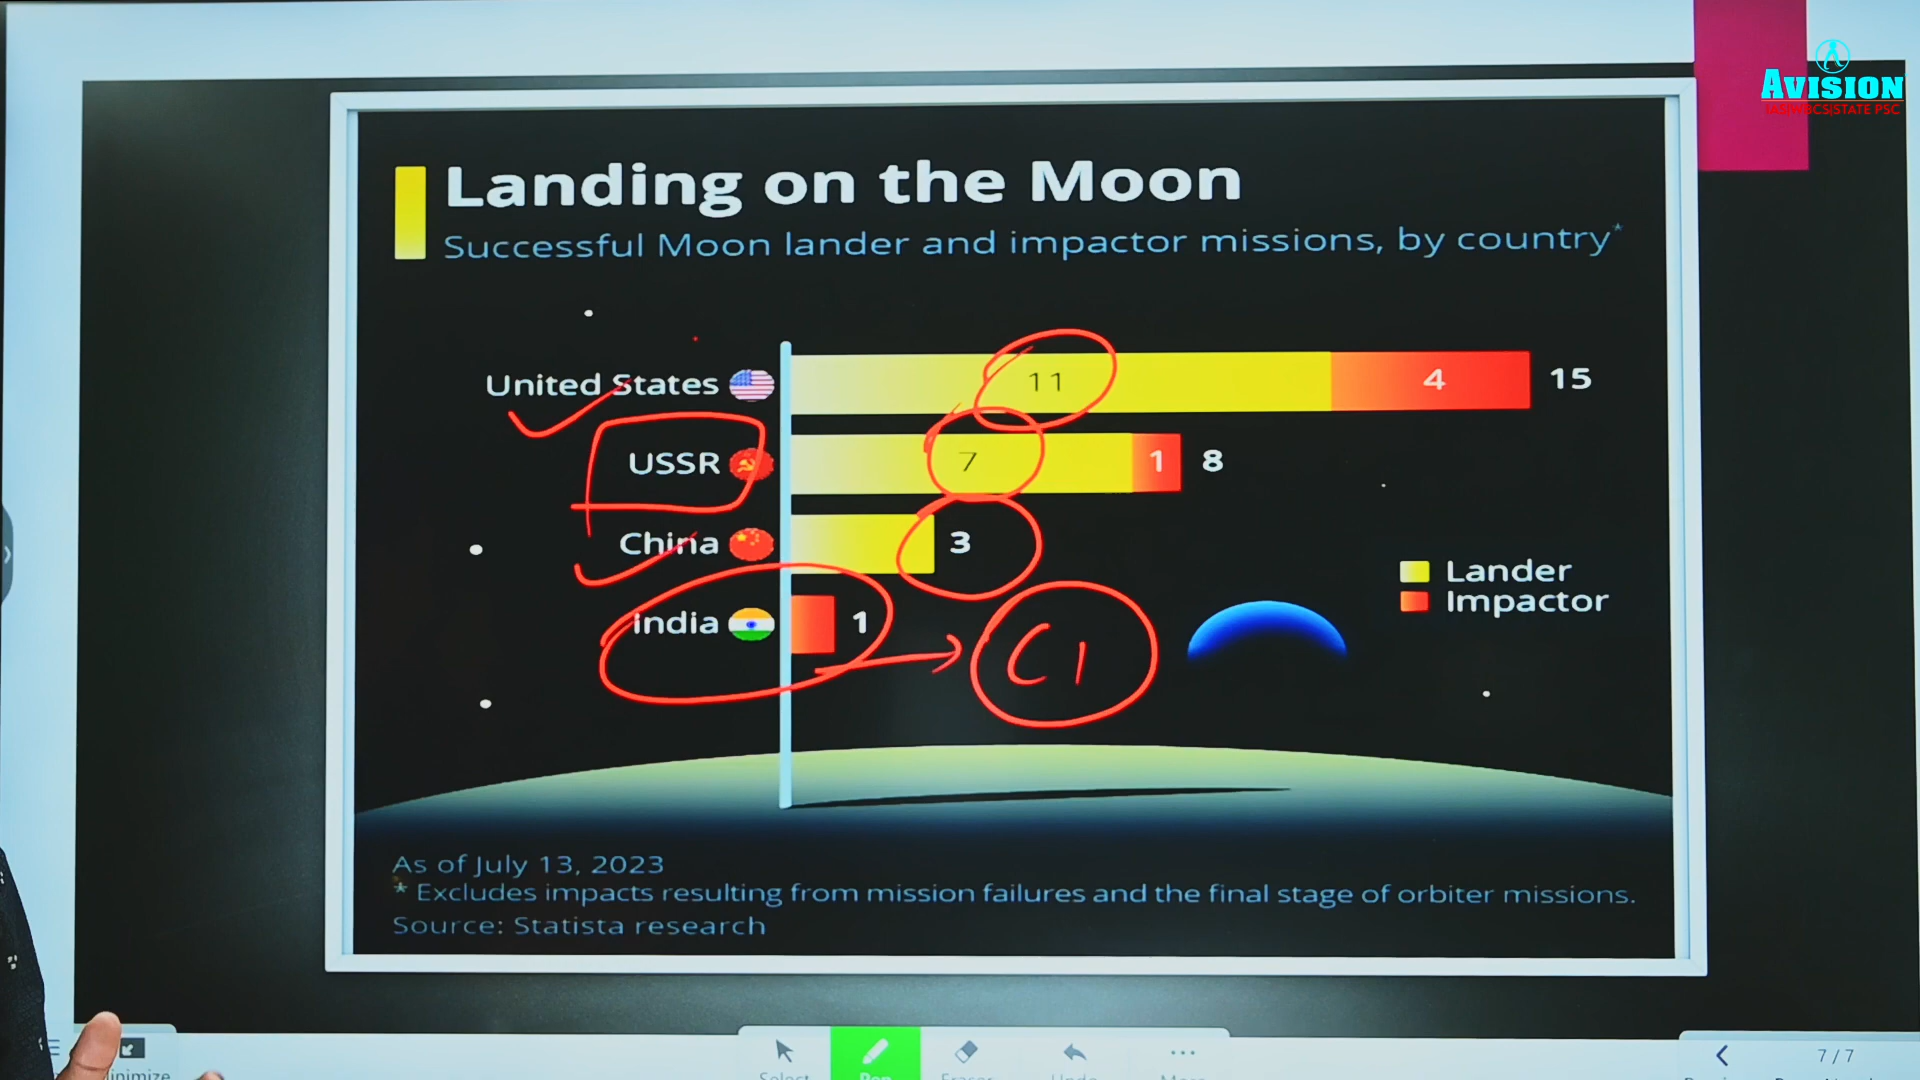 AVISION
IAS|WBCS|STATE PSC
Landing on the Moon
Successful Moon lander and impactor missions, by country*
United States 11 4 15
USSR 7 1 8
China 3
India 1
C1
Lander
Impactor
As of July 13, 2023
* Excludes impacts resulting from mission failures and the final stage of orbiter missions.
Source: Statista research
7/7
Minimize
Select
Pen
Eraser
Undo
More